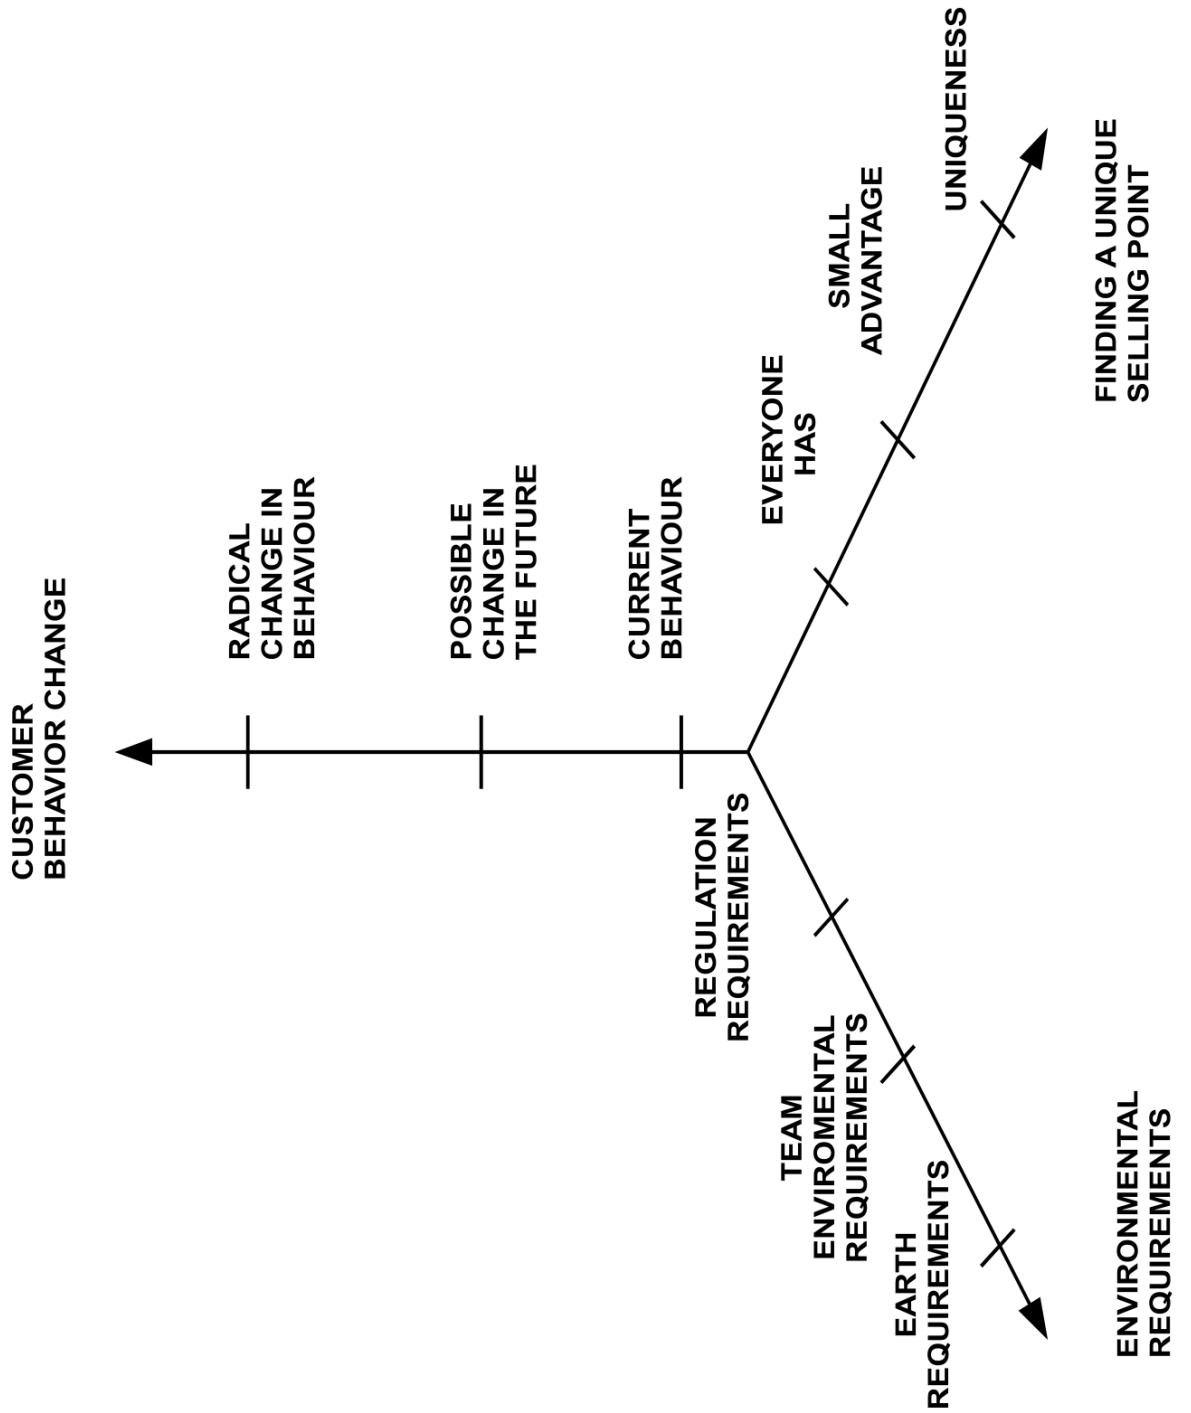 CUSTOMER
BEHAVIOR CHANGE
RADICAL
CHANGE IN
BEHAVIOUR
POSSIBLE
CHANGE IN
THE FUTURE
CURRENT
BEHAVIOUR
REGULATION
REQUIREMENTS
TEAM
ENVIROMENTAL
REQUIREMENTS
EARTH
REQUIREMENTS
ENVIRONMENTAL
REQUIREMENTS
EVERYONE
HAS
SMALL
ADVANTAGE
UNIQUENESS
FINDING A UNIQUE
SELLING POINT